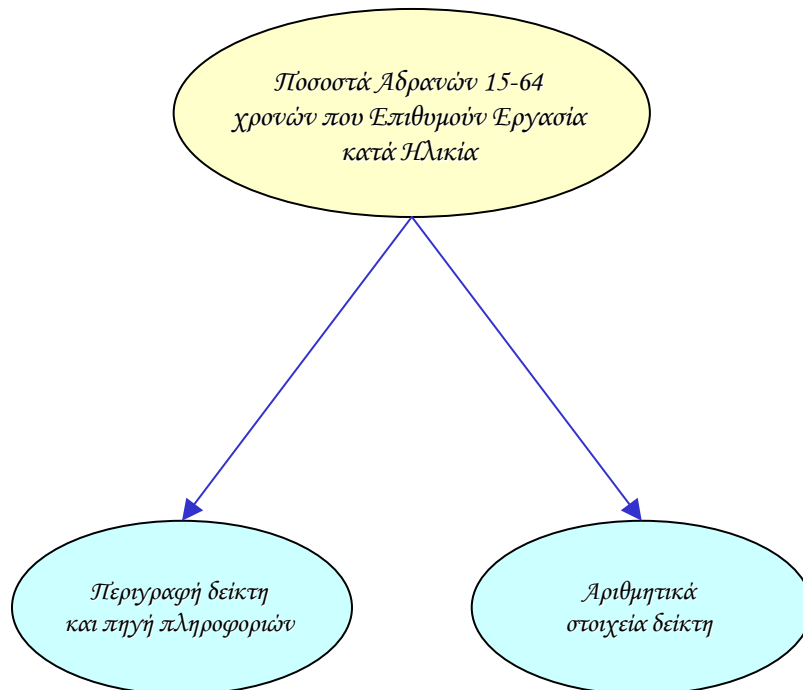 Ποσοστά Αδρανών 15-64
χρονών που Επιθυμούν Εργασία
κατά Ηλικία
Περιγραφή δείκτη
και πηγή πληροφοριών
Αριθμητικά
στοιχεία δείκτη